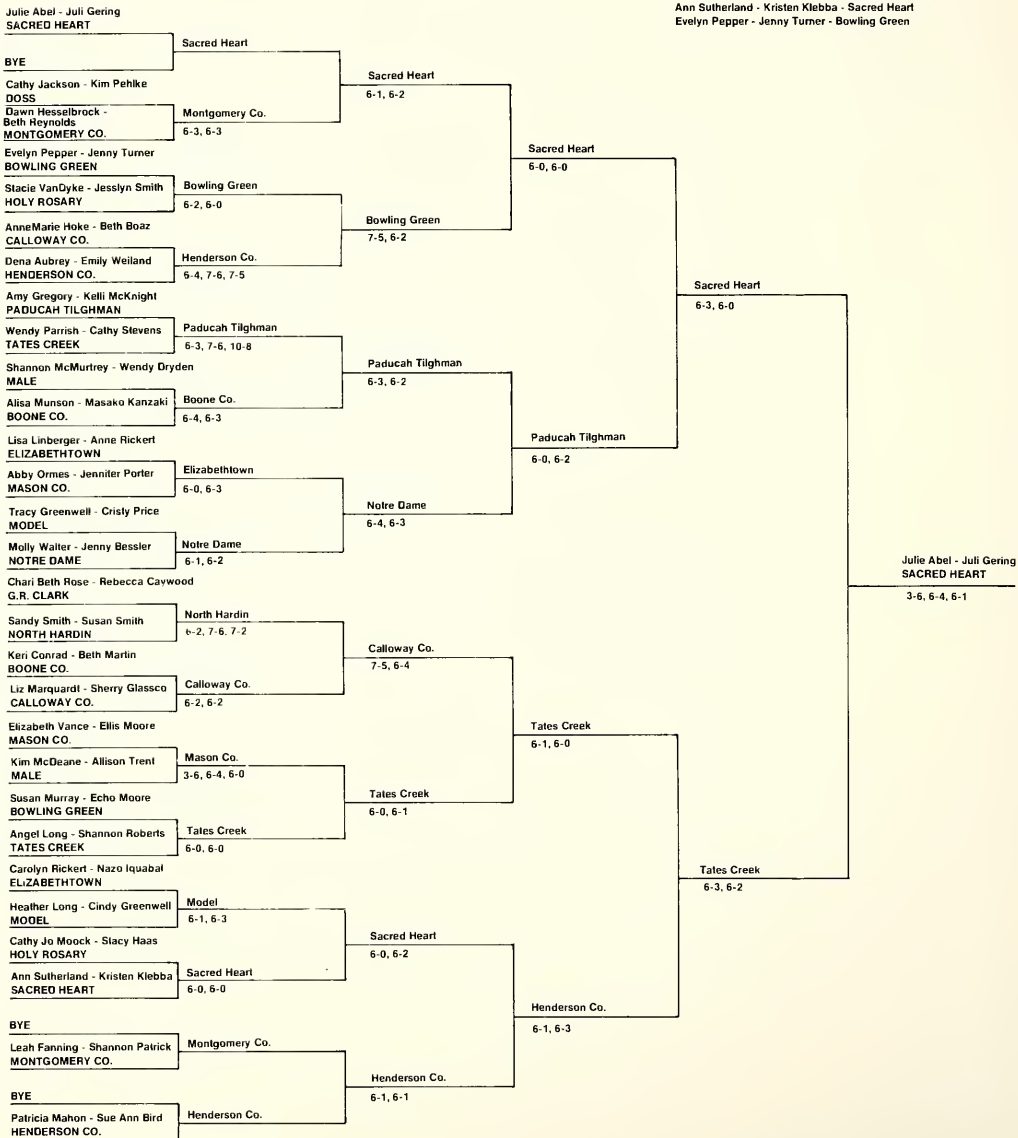 Ann Sutherland - Kristen Klebba - Sacred Heart
Evelyn Pepper - Jenny Turner - Bowling Green
Julie Abel - Juli Gering
SACRED HEART
BYE
Cathy Jackson - Kim Pehlke
DOSS
Dawn Hesselbrock -
Beth Reynolds
MONTGOMERY CO.
Evelyn Pepper - Jenny Turner
BOWLING GREEN
Stacie VanDyke - Jesslyn Smith
HOLY ROSARY
AnneMarie Hoke - Beth Boaz
CALLOWAY CO.
Dena Aubrey - Emily Weiland
HENDERSON CO.
Amy Gregory - Kelli McKnight
PADUCAH TILGHMAN
Wendy Parrish - Cathy Stevens
TATES CREEK
Shannon McMurtrey - Wendy Dryden
MALE
Alisa Munson - Masako Kanzaki
BOONE CO.
Lisa Linberger - Anne Rickert
ELIZABETHTOWN
Abby Ormes - Jennifer Porter
MASON CO.
Tracy Greenwell - Cristy Price
MODEL
Molly Walter - Jenny Bessler
NOTRE DAME
Chari Beth Rose - Rebecca Caywood
G.R. CLARK
Sandy Smith - Susan Smith
NORTH HARDIN
Keri Conrad - Beth Martin
BOONE CO.
Liz Marquardt - Sherry Glassco
CALLOWAY CO.
Elizabeth Vance - Ellis Moore
MASON CO.
Kim McDeane - Allison Trent
MALE
Susan Murray - Echo Moore
BOWLING GREEN
Angel Long - Shannon Roberts
TATES CREEK
Carolyn Rickert - Nazo Iquabal
ELIZABETHTOWN
Heather Long - Cindy Greenwell
MODEL
Cathy Jo Moock - Stacy Haas
HOLY ROSARY
Ann Sutherland - Kristen Klebba
SACRED HEART
BYE
Leah Fanning - Shannon Patrick
MONTGOMERY CO.
BYE
Patricia Mahon - Sue Ann Bird
HENDERSON CO.
Sacred Heart
Montgomery Co.
6-3, 6-3
Bowling Green
6-2, 6-0
Henderson Co.
6-4, 7-6, 7-5
Paducah Tilghman
6-3, 7-6, 10-8
Boone Co.
6-4, 6-3
Elizabethtown
6-0, 6-3
Notre Dame
6-1, 6-2
North Hardin
6-2, 7-6, 7-2
Calloway Co.
6-2, 6-2
Mason Co.
3-6, 6-4, 6-0
Tates Creek
6-0, 6-0
Model
6-1, 6-3
Sacred Heart
6-0, 6-0
Montgomery Co.
Henderson Co.
Sacred Heart
6-1, 6-2
Bowling Green
7-5, 6-2
Paducah Tilghman
6-3, 6-2
Notre Dame
6-4, 6-3
Calloway Co.
7-5, 6-4
Tates Creek
6-0, 6-1
Sacred Heart
6-0, 6-2
Henderson Co.
6-1, 6-1
Sacred Heart
6-0, 6-0
Paducah Tilghman
6-0, 6-2
Tates Creek
6-1, 6-0
Henderson Co.
6-1, 6-3
Sacred Heart
6-3, 6-0
Tates Creek
6-3, 6-2
Julie Abel - Juli Gering
SACRED HEART
3-6, 6-4, 6-1